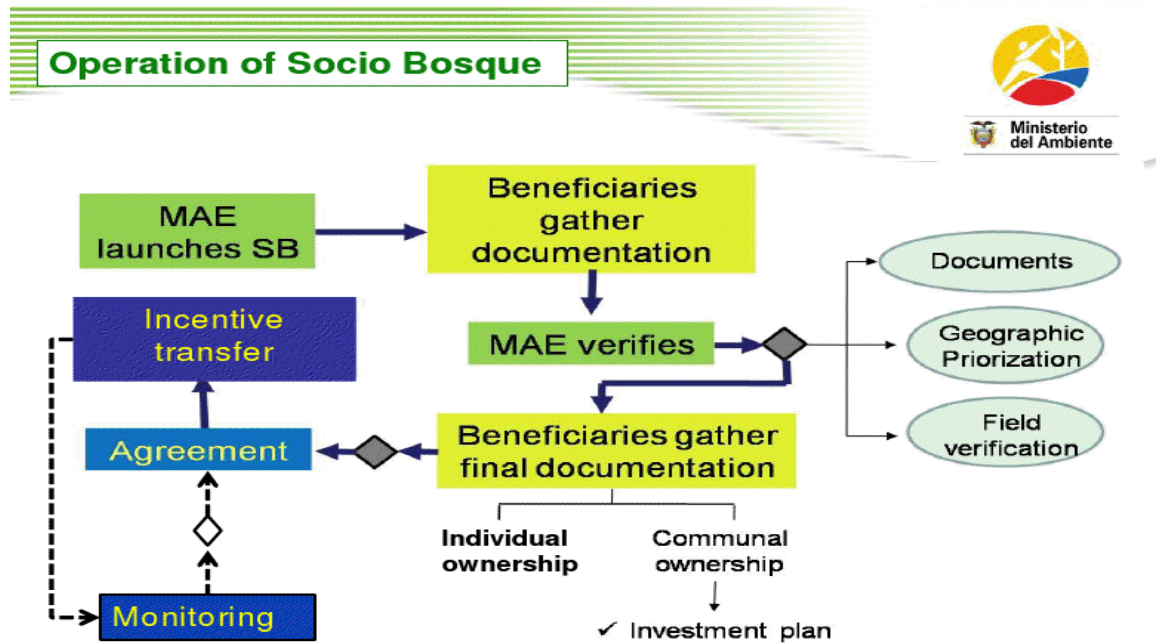 Operation of Socio Bosque
Ministerio
del Ambiente
MAE
launches SB
Beneficiaries
gather
documentation
Documents
Incentive
transfer
MAE verifies
Geographic
Priorization
Agreement
Beneficiaries gather
final documentation
Field
verification
Individual
ownership
Communal
ownership
Monitoring
✓ Investment plan